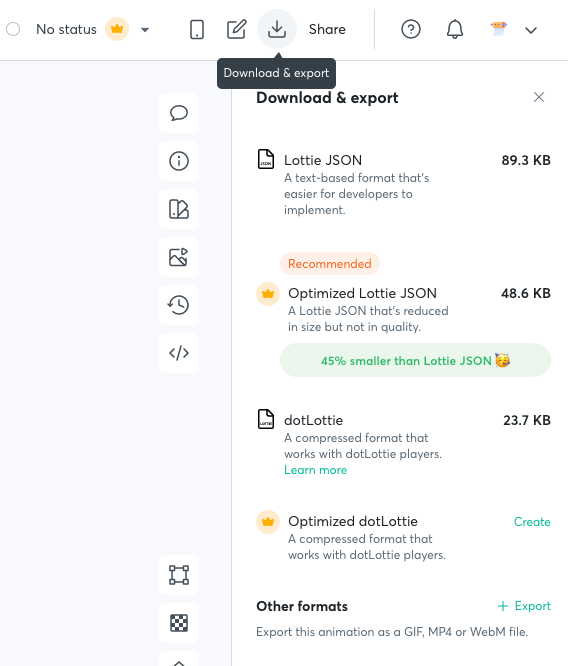 No status
Share
Download & export
Download & export
JSON
Lottie JSON
89.3 KB
A text-based format that's
easier for developers to
implement.
Recommended
Optimized Lottie JSON
48.6 KB
A Lottie JSON that's reduced
in size but not in quality.
45% smaller than Lottie JSON 🥳
LOTTIE
dotLottie
23.7 KB
A compressed format that
works with dotLottie players.
Learn more
Optimized dotLottie
Create
A compressed format that
works with dotLottie players.
Other formats
+ Export
Export this animation as a GIF, MP4 or WebM file.